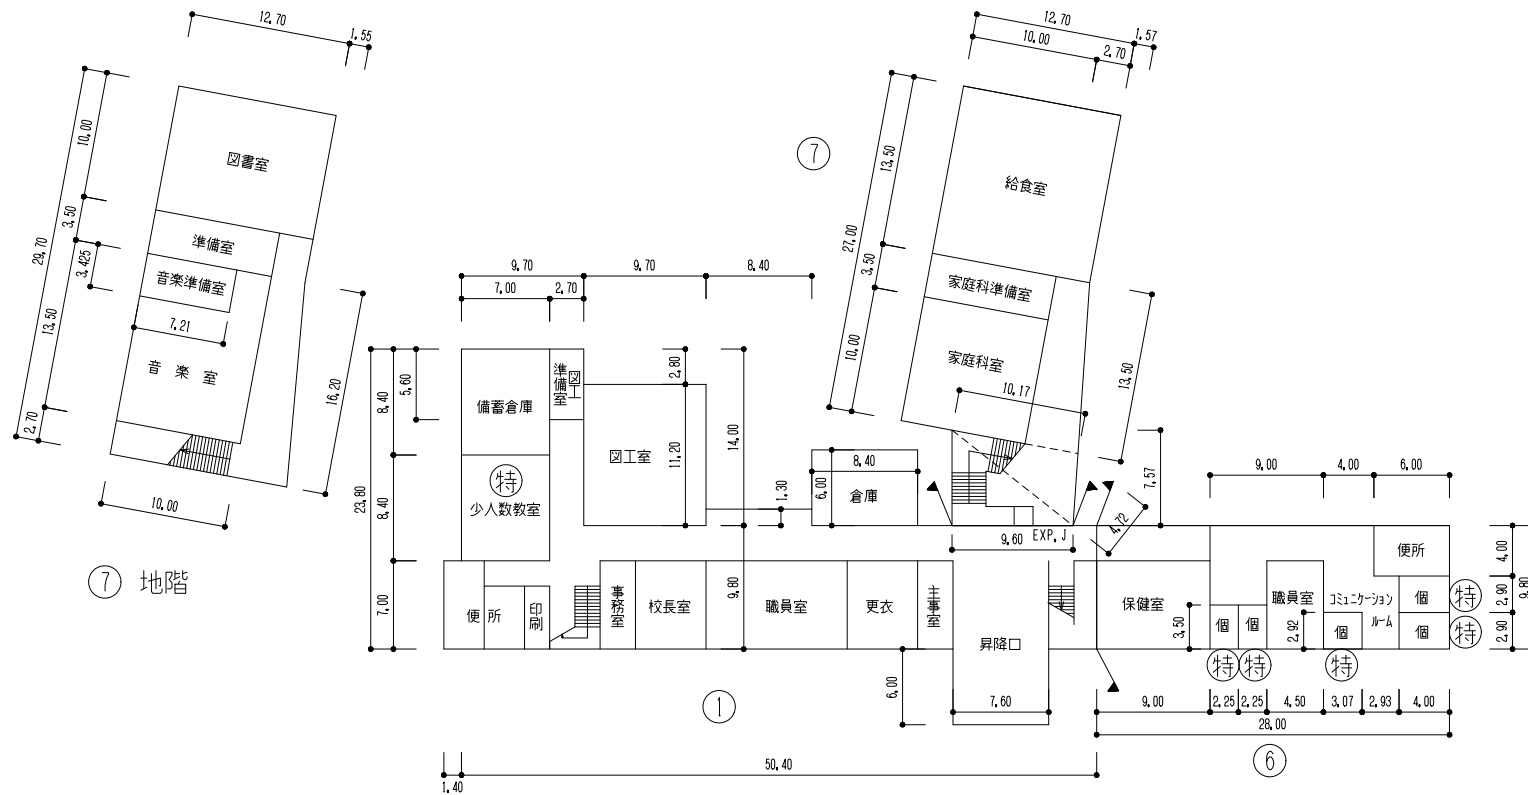 12.70
1.55
10.00
3.50
3.425
29.70
13.50
2.70
図書室
準備室
音楽準備室
7.21
音 楽 室
16.20
10.00
⑦ 地階
12.70
10.00
2.70
1.57
⑦
13.50
27.00
3.50
10.00
給食室
家庭科準備室
家庭科室
10.17
13.50
7.57
9.70
9.70
8.40
7.00
2.70
23.80
8.40
5.60
8.40
7.00
備蓄倉庫
図工
準備室
2.80
11.20
14.00
図工室
特
少人数教室
1.30
9.80
8.40
6.00
倉庫
EXP.J
9.60
4.72
便 所
印刷
事務室
校長室
職員室
更衣
主事室
昇降口
6.00
7.60
①
50.40
1.40
9.00
4.00
6.00
便所
4.00
2.90
2.90
9.80
保健室
3.50
個
個
職員室
2.92
コミュニケーション
ルーム
個
個
個
特
特
特
特
特
9.00
2.25
2.25
4.50
3.07
2.93
4.00
28.00
⑥